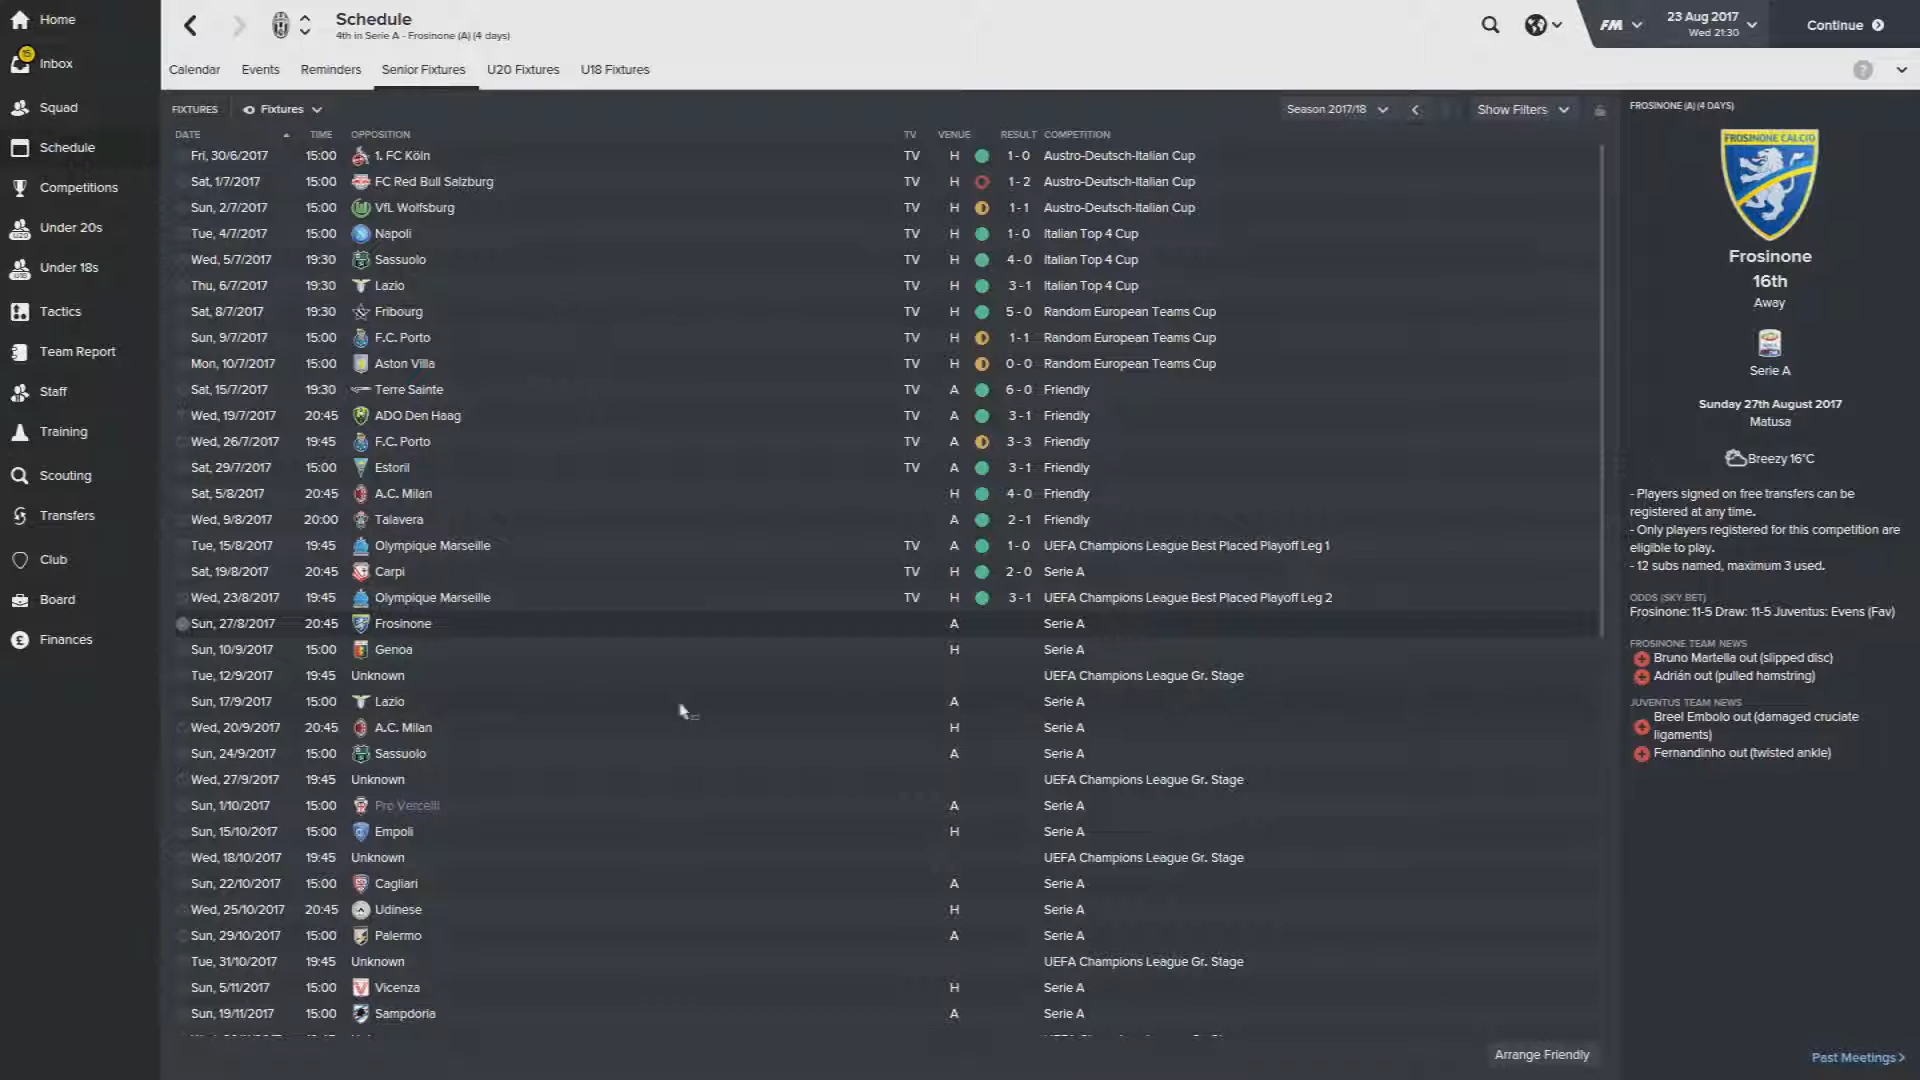 Home
15
Inbox
Squad
Schedule
Competitions
Under 20s
Under 18s
Tactics
Team Report
Staff
Training
Scouting
Transfers
Club
Board
Finances
Schedule
4th in Serie A - Frosinone (A) (4 days)
FM
23 Aug 2017
Wed 21:30
Continue
Calendar Events Reminders Senior Fixtures U20 Fixtures U18 Fixtures
FIXTURES Fixtures Season 2017/18 Show Filters
DATE TIME OPPOSITION TV VENUE RESULT COMPETITION
Fri, 30/6/2017 15:00 1. FC Köln TV H 1 - 0 Austro-Deutsch-Italian Cup
Sat, 1/7/2017 15:00 FC Red Bull Salzburg TV H 1 - 2 Austro-Deutsch-Italian Cup
Sun, 2/7/2017 15:00 VfL Wolfsburg TV H 1 - 1 Austro-Deutsch-Italian Cup
Tue, 4/7/2017 15:00 Napoli TV H 1 - 0 Italian Top 4 Cup
Wed, 5/7/2017 19:30 Sassuolo TV H 4 - 0 Italian Top 4 Cup
Thu, 6/7/2017 19:30 Lazio TV H 3 - 1 Italian Top 4 Cup
Sat, 8/7/2017 19:30 Fribourg TV H 5 - 0 Random European Teams Cup
Sun, 9/7/2017 15:00 F.C. Porto TV H 1 - 1 Random European Teams Cup
Mon, 10/7/2017 15:00 Aston Villa TV H 0 - 0 Random European Teams Cup
Sat, 15/7/2017 19:30 Terre Sainte TV A 6 - 0 Friendly
Wed, 19/7/2017 20:45 ADO Den Haag TV A 3 - 1 Friendly
Wed, 26/7/2017 19:45 F.C. Porto TV A 3 - 3 Friendly
Sat, 29/7/2017 15:00 Estoril TV A 3 - 1 Friendly
Sat, 5/8/2017 20:45 A.C. Milan H 4 - 0 Friendly
Wed, 9/8/2017 20:00 Talavera A 2 - 1 Friendly
Tue, 15/8/2017 19:45 Olympique Marseille TV A 1 - 0 UEFA Champions League Best Placed Playoff Leg 1
Sat, 19/8/2017 20:45 Carpi TV H 2 - 0 Serie A
Wed, 23/8/2017 19:45 Olympique Marseille TV H 3 - 1 UEFA Champions League Best Placed Playoff Leg 2
Sun, 27/8/2017 20:45 Frosinone A Serie A
Sun, 10/9/2017 15:00 Genoa H Serie A
Tue, 12/9/2017 19:45 Unknown UEFA Champions League Gr. Stage
Sun, 17/9/2017 15:00 Lazio A Serie A
Wed, 20/9/2017 20:45 A.C. Milan H Serie A
Sun, 24/9/2017 15:00 Sassuolo A Serie A
Wed, 27/9/2017 19:45 Unknown UEFA Champions League Gr. Stage
Sun, 1/10/2017 15:00 Pro Vercelli A Serie A
Sun, 15/10/2017 15:00 Empoli H Serie A
Wed, 18/10/2017 19:45 Unknown UEFA Champions League Gr. Stage
Sun, 22/10/2017 15:00 Cagliari A Serie A
Wed, 25/10/2017 20:45 Udinese H Serie A
Sun, 29/10/2017 15:00 Palermo A Serie A
Tue, 31/10/2017 19:45 Unknown UEFA Champions League Gr. Stage
Sun, 5/11/2017 15:00 Vicenza H Serie A
Sun, 19/11/2017 15:00 Sampdoria A Serie A
Arrange Friendly
FROSINONE (A) (4 DAYS)
FROSINONE CALCIO
Frosinone
16th
Away
Serie A
Sunday 27th August 2017
Matusa
Breezy 16°C
- Players signed on free transfers can be
registered at any time.
- Only players registered for this competition are
eligible to play.
- 12 subs named, maximum 3 used.
ODDS (SKY BET)
Frosinone: 11-5 Draw: 11-5 Juventus: Evens (Fav)
FROSINONE TEAM NEWS
Bruno Martella out (slipped disc)
Adrián out (pulled hamstring)
JUVENTUS TEAM NEWS
Breel Embolo out (damaged cruciate
ligaments)
Fernandinho out (twisted ankle)
Past Meetings >